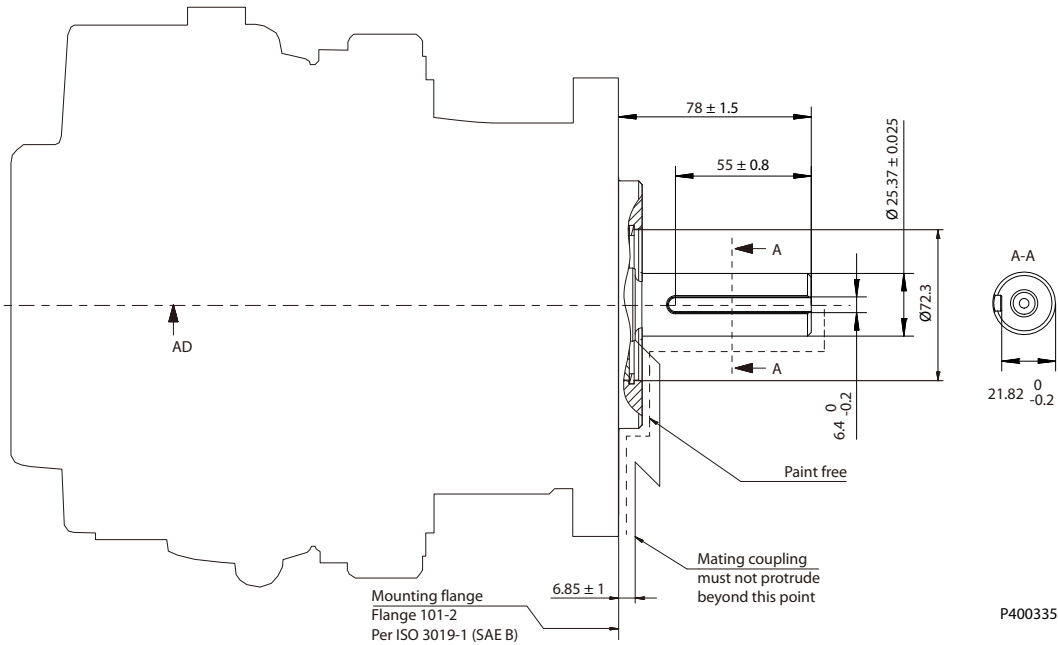 78 ± 1.5
55 ± 0.8
Ø 25.37 ± 0.025
A
A-A
Ø72.3
AD
A
6.4 0 -0.2
21.82 0 -0.2
Paint free
Mating coupling
must not protrude
beyond this point
6.85 ± 1
Mounting flange
Flange 101-2
Per ISO 3019-1 (SAE B)
P400335